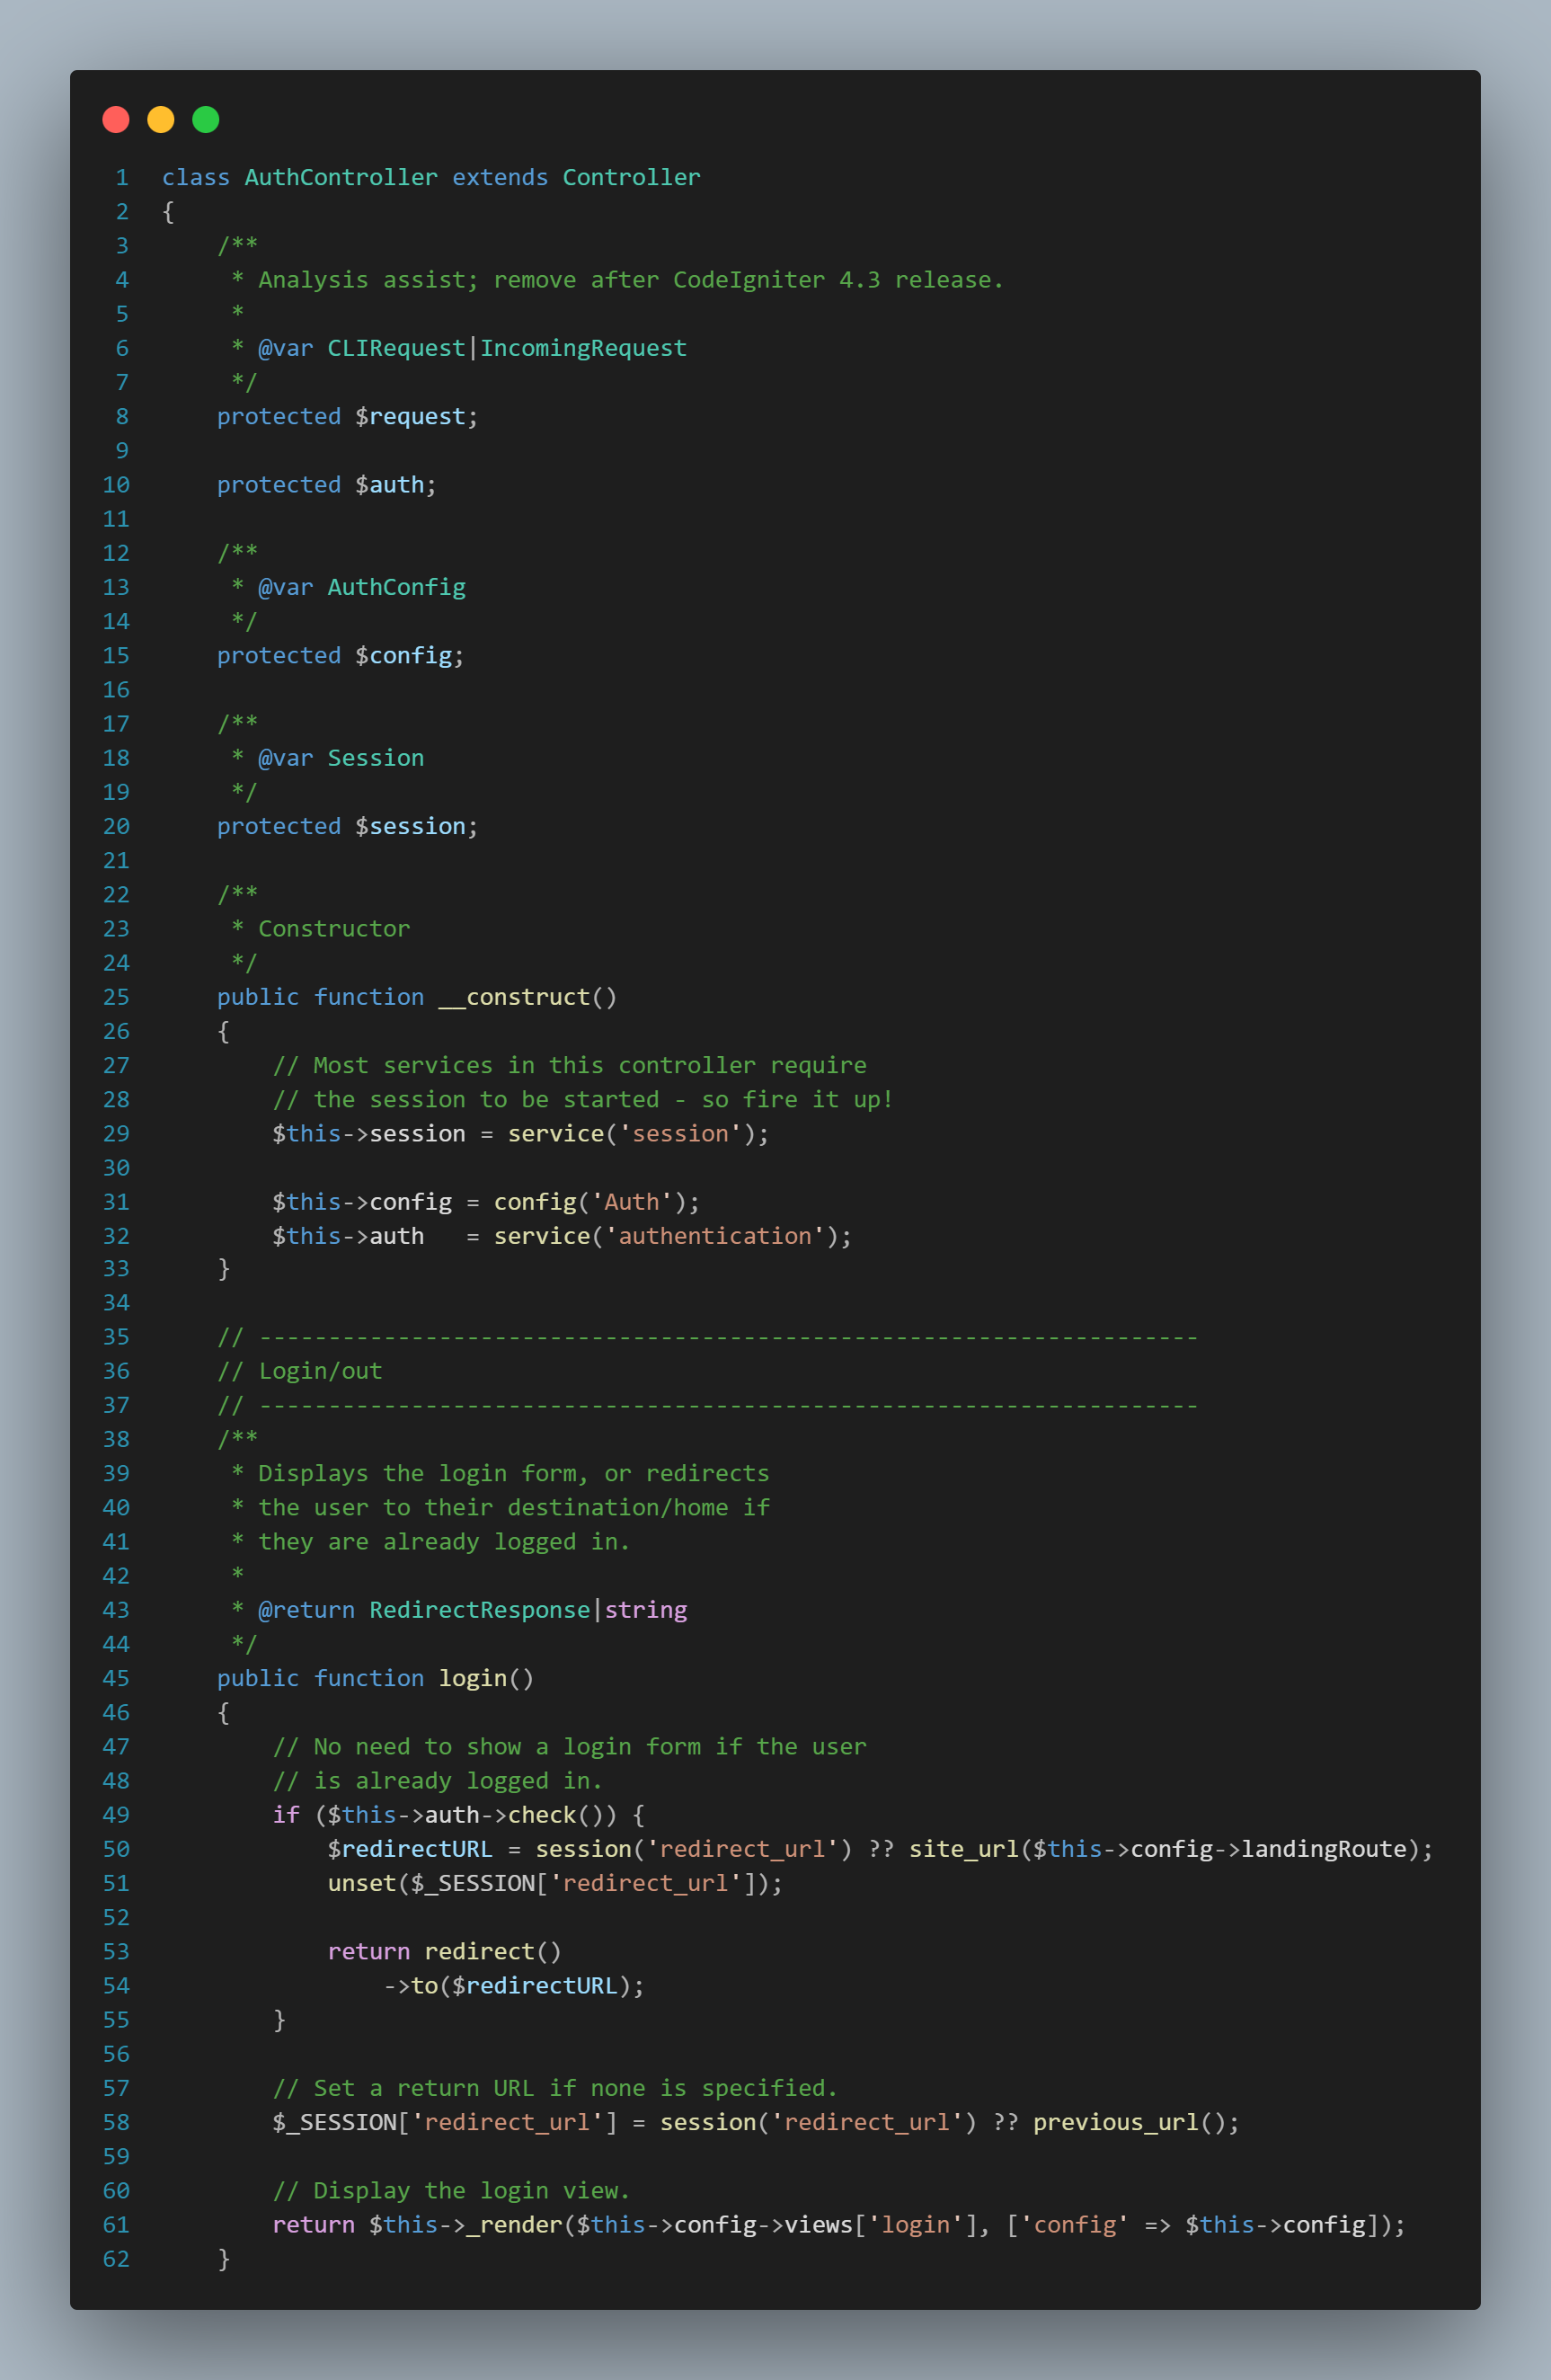 1 class AuthController extends Controller
2 {
3     /**
4      * Analysis assist; remove after CodeIgniter 4.3 release.
5      *
6      * @var CLIRequest|IncomingRequest
7      */
8     protected $request;
9
10     protected $auth;
11
12     /**
13      * @var AuthConfig
14      */
15     protected $config;
16
17     /**
18      * @var Session
19      */
20     protected $session;
21
22     /**
23      * Constructor
24      */
25     public function __construct()
26     {
27         // Most services in this controller require
28         // the session to be started - so fire it up!
29         $this->session = service('session');
30
31         $this->config = config('Auth');
32         $this->auth   = service('authentication');
33     }
34
35     // --------------------------------------------------------------------
36     // Login/out
37     // --------------------------------------------------------------------
38     /**
39      * Displays the login form, or redirects
40      * the user to their destination/home if
41      * they are already logged in.
42      *
43      * @return RedirectResponse|string
44      */
45     public function login()
46     {
47         // No need to show a login form if the user
48         // is already logged in.
49         if ($this->auth->check()) {
50             $redirectURL = session('redirect_url') ?? site_url($this->config->landingRoute);
51             unset($_SESSION['redirect_url']);
52
53             return redirect()
54                 ->to($redirectURL);
55         }
56
57         // Set a return URL if none is specified.
58         $_SESSION['redirect_url'] = session('redirect_url') ?? previous_url();
59
60         // Display the login view.
61         return $this->_render($this->config->views['login'], ['config' => $this->config]);
62     }